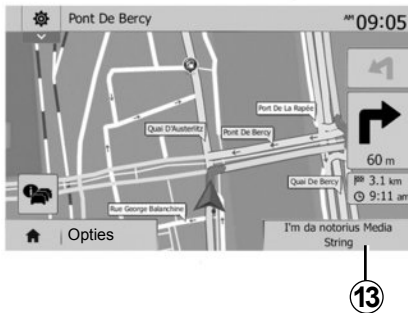 Pont De Bercy
AM 09:05
Port De La Rapée
Quai D'Austerlitz
Pont De Bercy
60 m
Quai De Bercy
3.1 km
9:11 am
Rue George Balanchine
Opties
I'm da notorius Media
String
13